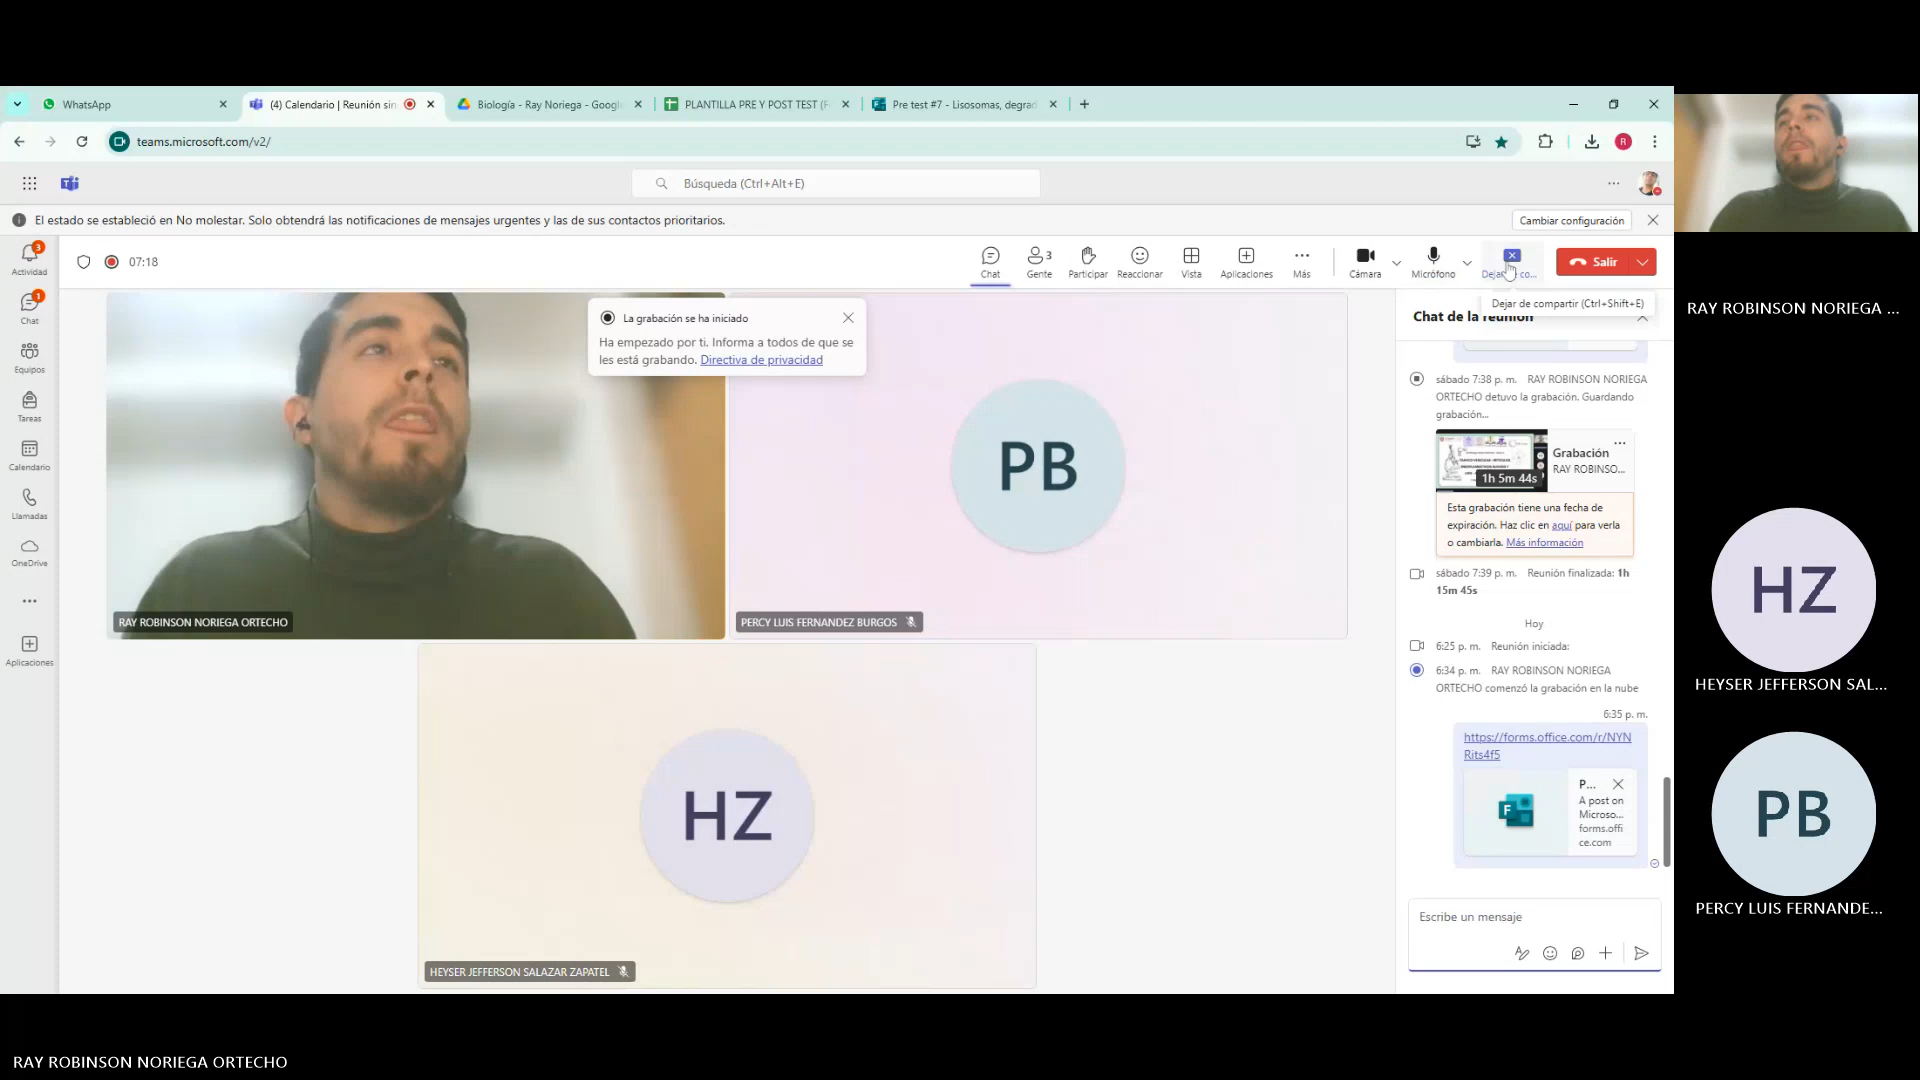 WhatsApp
(4) Calendario | Reunión sin
Biología - Ray Noriega - Googl
PLANTILLA PRE Y POST TEST (F
Pre test #7 - Lisosomas, degrad
teams.microsoft.com/v2/
R
Búsqueda (Ctrl+Alt+E)
El estado se estableció en No molestar. Solo obtendrá las notificaciones de mensajes urgentes y las de sus contactos prioritarios.
Cambiar configuración
3
Actividad
1
Chat
Equipos
Tareas
Calendario
Llamadas
OneDrive
Aplicaciones
07:18
Chat
3
Gente
Participar
Reaccionar
Vista
Aplicaciones
Más
Cámara
Micrófono
Salir
Dejar de compartir (Ctrl+Shift+E)
La grabación se ha iniciado
Ha empezado por ti. Informa a todos de que se
les está grabando. Directiva de privacidad
RAY ROBINSON NORIEGA ORTECHO
PB
PERCY LUIS FERNANDEZ BURGOS
HZ
HEYSER JEFFERSON SALAZAR ZAPATEL
Chat de la reunión
sábado 7:38 p. m. RAY ROBINSON NORIEGA
ORTECHO detuvo la grabación. Guardando
grabación...
1h 5m 44s
Grabación
RAY ROBINSO...
Esta grabación tiene una fecha de
expiración. Haz clic en aquí para verla
o cambiarla. Más información
sábado 7:39 p. m. Reunión finalizada: 1h
15m 45s
Hoy
6:25 p. m. Reunión iniciada:
6:34 p. m. RAY ROBINSON NORIEGA
ORTECHO comenzó la grabación en la nube
6:35 p. m.
https://forms.office.com/r/NYN
Rits4f5
P...
A post on
Microso...
forms.offi
ce.com
F
Escribe un mensaje
RAY ROBINSON NORIEGA ...
HZ
HEYSER JEFFERSON SAL...
PB
PERCY LUIS FERNANDE...
RAY ROBINSON NORIEGA ORTECHO